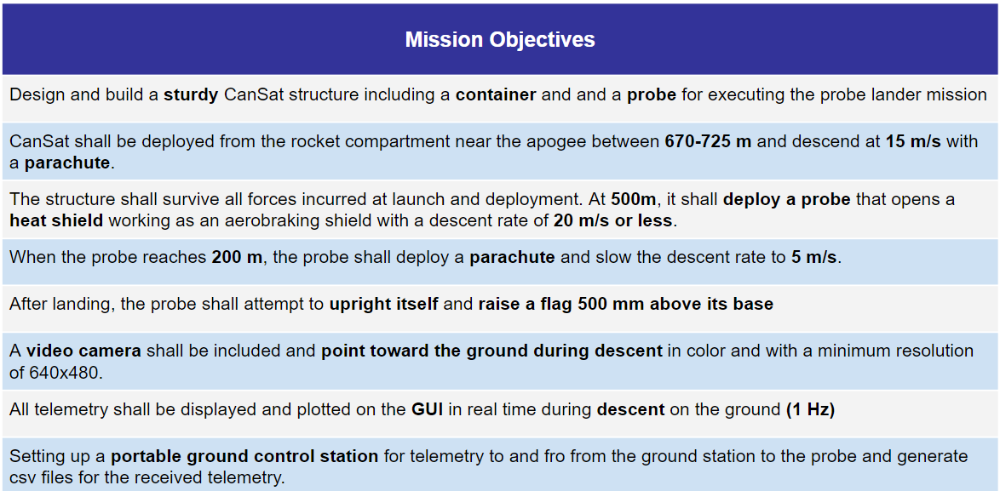 Mission Objectives
Design and build a sturdy CanSat structure including a container and and a probe for executing the probe lander mission
CanSat shall be deployed from the rocket compartment near the apogee between 670-725 m and descend at 15 m/s with
a parachute.
The structure shall survive all forces incurred at launch and deployment. At 500m, it shall deploy a probe that opens a
heat shield working as an aerobraking shield with a descent rate of 20 m/s or less.
When the probe reaches 200 m, the probe shall deploy a parachute and slow the descent rate to 5 m/s.
After landing, the probe shall attempt to upright itself and raise a flag 500 mm above its base
A video camera shall be included and point toward the ground during descent in color and with a minimum resolution
of 640x480.
All telemetry shall be displayed and plotted on the GUI in real time during descent on the ground (1 Hz)
Setting up a portable ground control station for telemetry to and fro from the ground station to the probe and generate
csv files for the received telemetry.